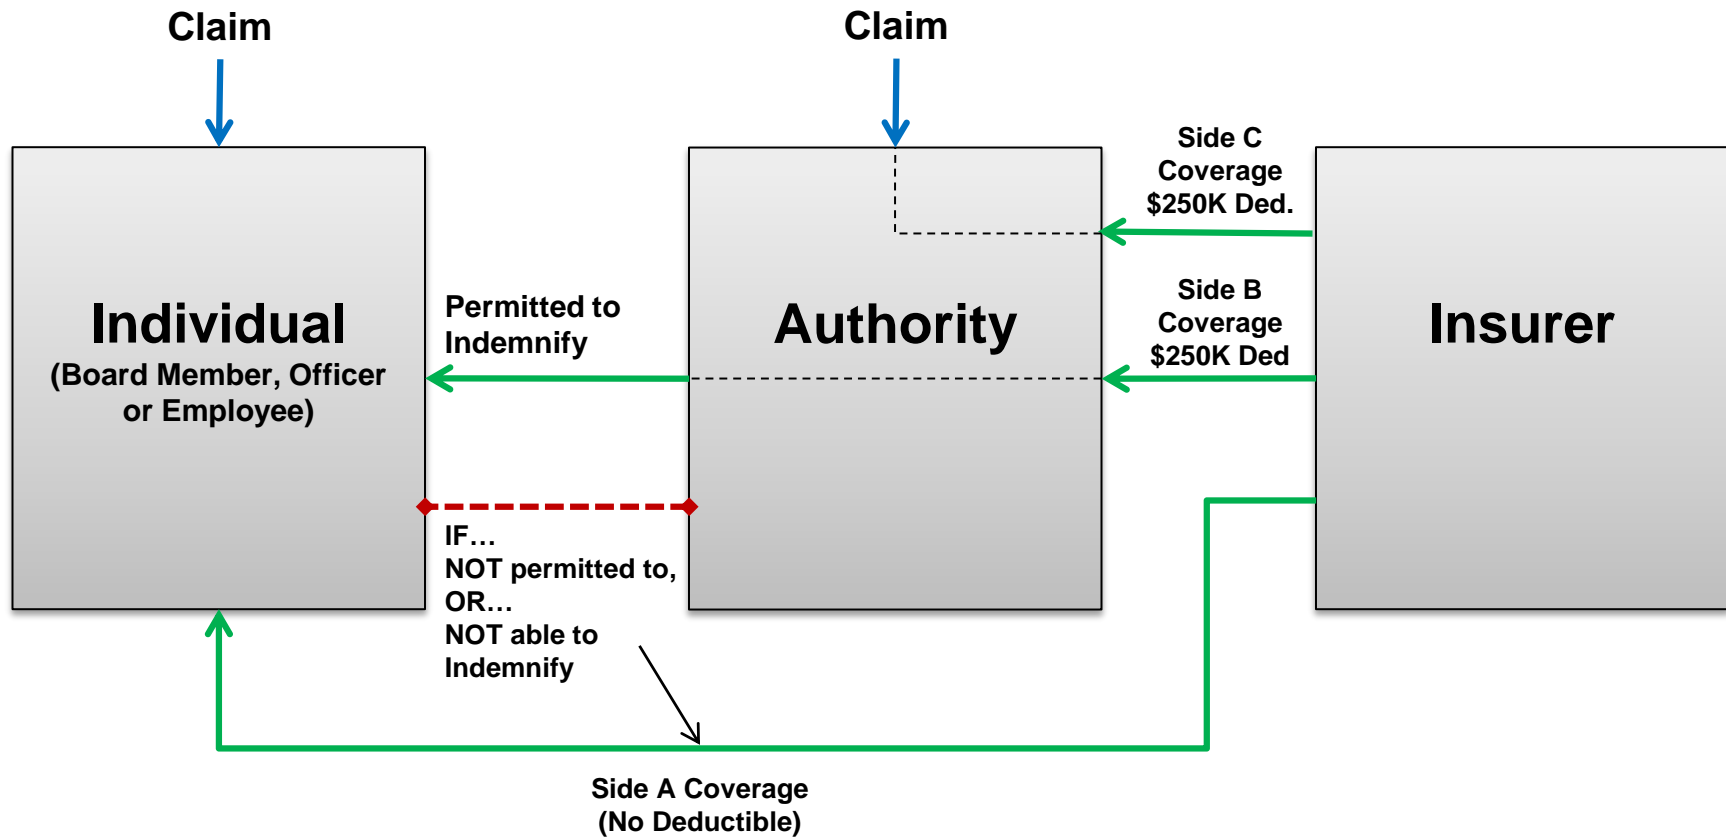 Claim
Claim
Side C
Coverage
$250K Ded.
Individual
(Board Member, Officer
or Employee)
Permitted to
Indemnify
Authority
Side B
Coverage
$250K Ded
Insurer
IF…
NOT permitted to,
OR…
NOT able to
Indemnify
Side A Coverage
(No Deductible)